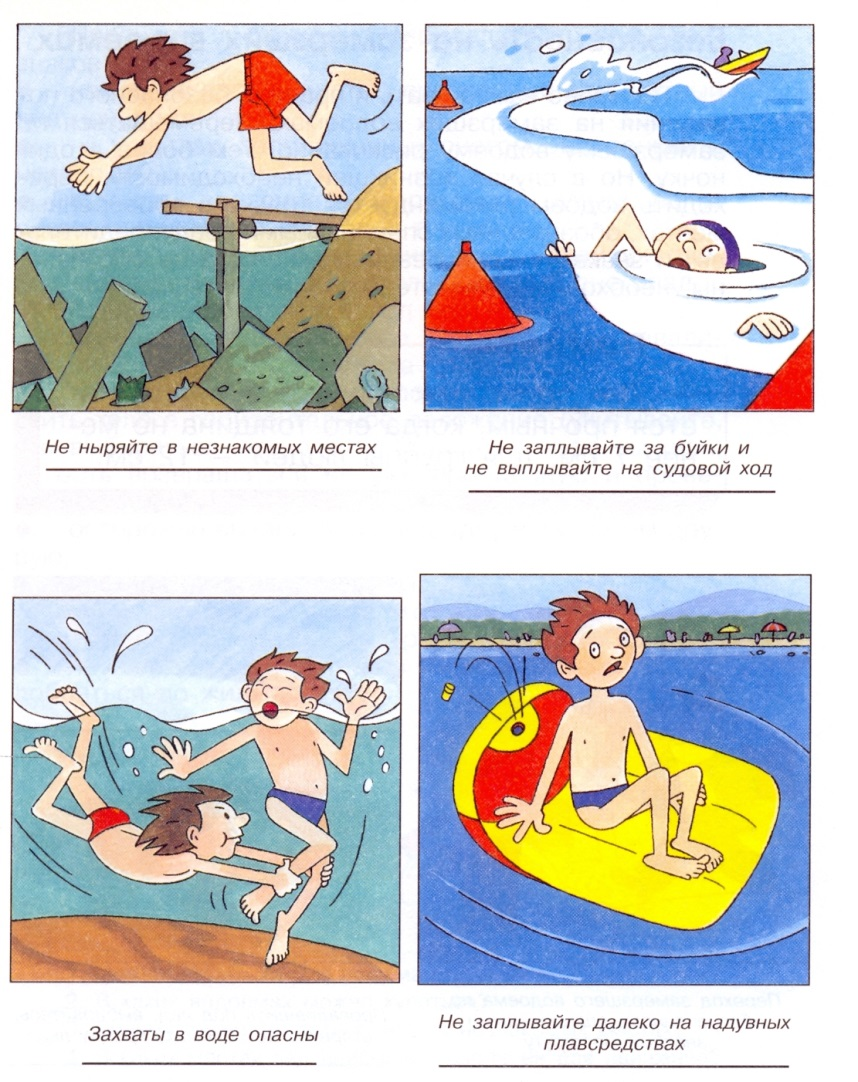 Не ныряйте в незнакомых местах
Не заплывайте за буйки и
не выплывайте на судовой ход
Захваты в воде опасны
Не заплывайте далеко на надувных
плавсредствах